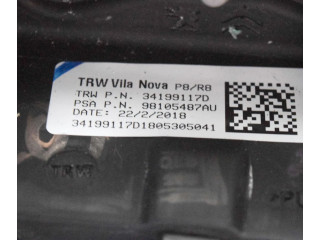 TRW Vila Nova P8/R8
TRW P.N. 34199117D
PSA P.N. 98105487AU
DATE: 22/2/2018
34199117D1805305041
TRW